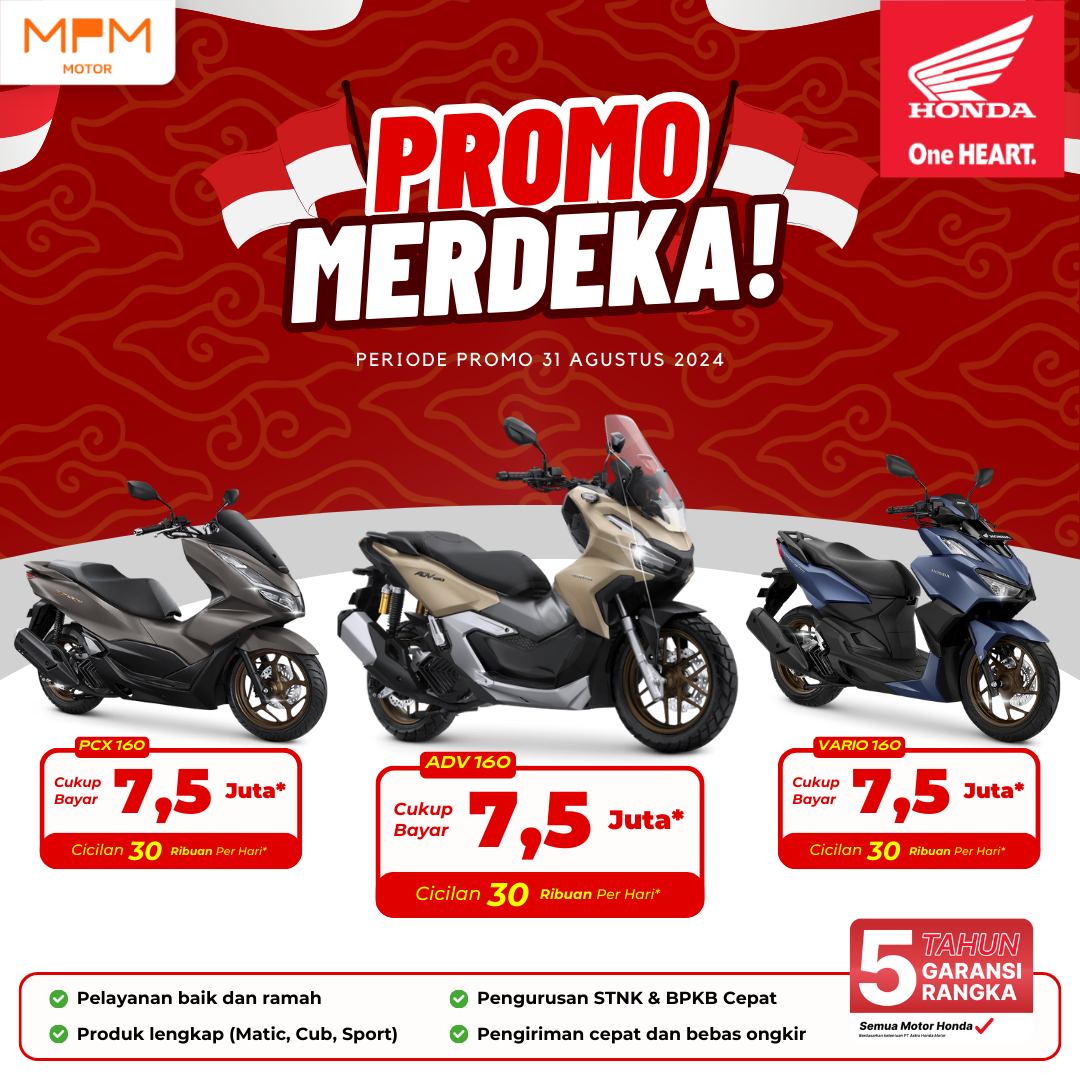 MPM
MOTOR
HONDA
One HEART.
PROMO
MERDEKA!
PERIODE PROMO 31 AGUSTUS 2024
PCX 160
Cukup Bayar 7,5 Juta*
Cicilan 30 Ribuan Per Hari*
ADV 160
Cukup Bayar 7,5 Juta*
Cicilan 30 Ribuan Per Hari*
VARIO 160
Cukup Bayar 7,5 Juta*
Cicilan 30 Ribuan Per Hari*
5 TAHUN
GARANSI
RANGKA
Semua Motor Honda
Pelayanan baik dan ramah
Produk lengkap (Matic, Cub, Sport)
Pengurusan STNK & BPKB Cepat
Pengiriman cepat dan bebas ongkir